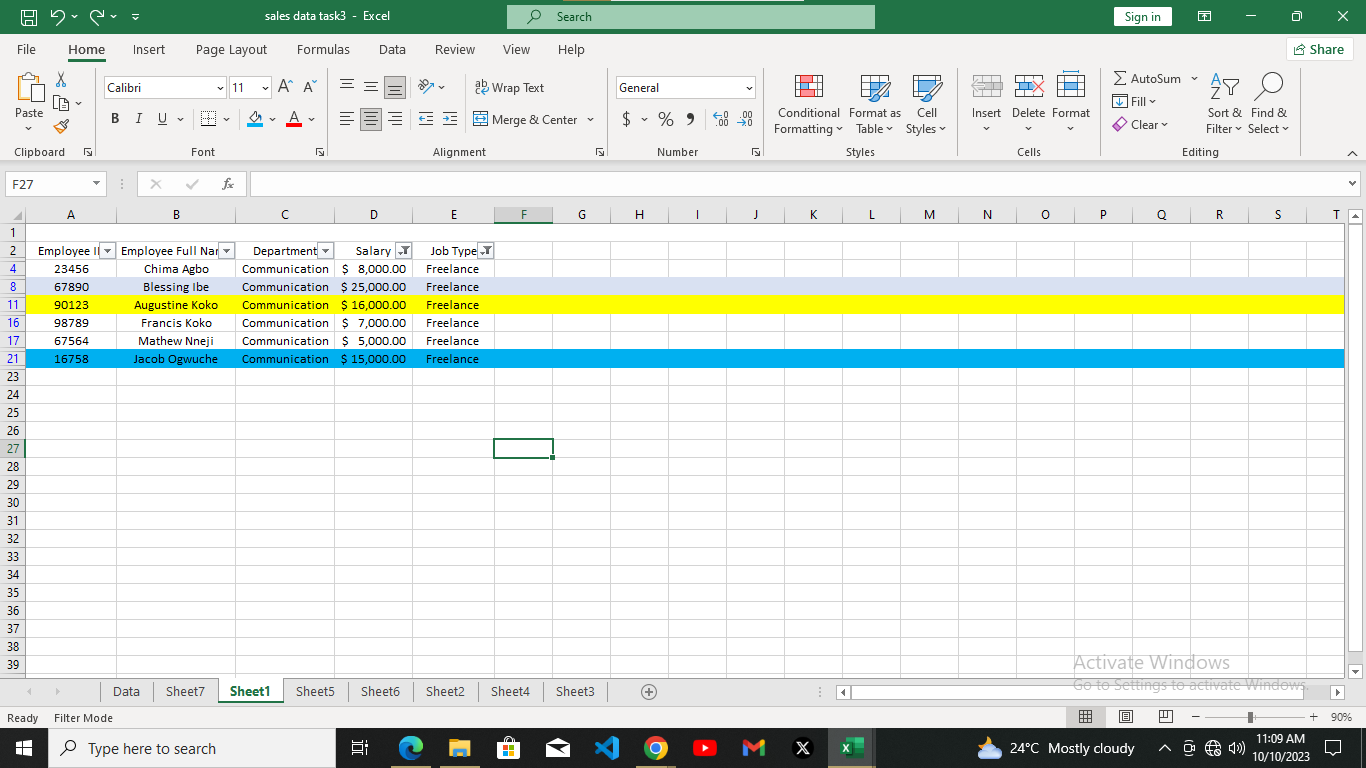 sales data task3 - Excel
Search
Sign in
File Home Insert Page Layout Formulas Data Review View Help
Share
Paste
Clipboard
Calibri 11
B I U
Font
Wrap Text
Merge & Center
Alignment
General
$ % ,
Number
Conditional Formatting
Format as Table
Cell Styles
Styles
Insert
Delete
Format
Cells
AutoSum
Fill
Clear
Sort & Filter
Find & Select
Editing
F27
fx
A B C D E F G H I J K L M N O P Q R S T
1
2 Employee I Employee Full Nar Department Salary Job Type
4 23456 Chima Agbo Communication $ 8,000.00 Freelance
8 67890 Blessing Ibe Communication $ 25,000.00 Freelance
11 90123 Augustine Koko Communication $ 16,000.00 Freelance
16 98789 Francis Koko Communication $ 7,000.00 Freelance
17 67564 Mathew Nneji Communication $ 5,000.00 Freelance
21 16758 Jacob Ogwuche Communication $ 15,000.00 Freelance
23
24
25
26
27
28
29
30
31
32
33
34
35
36
37
38
39
Activate Windows
Go to Settings to activate Windows.
Data Sheet7 Sheet1 Sheet5 Sheet6 Sheet2 Sheet4 Sheet3
Ready Filter Mode
90%
Type here to search
24°C Mostly cloudy
11:09 AM
10/10/2023